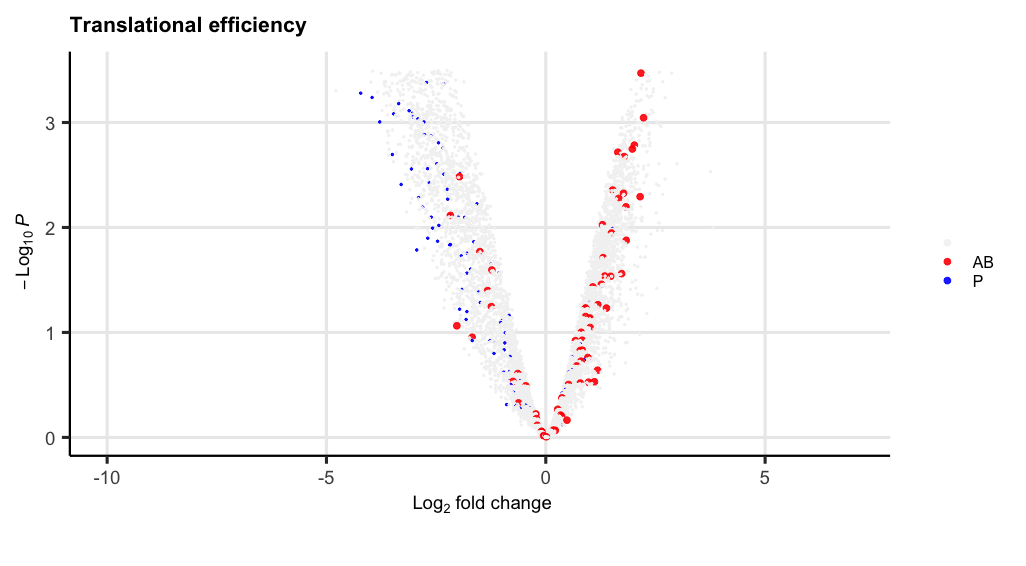 Translational efficiency
3
2
1
0
− Log10 P
-10 -5 0 5
Log2 fold change
AB
P